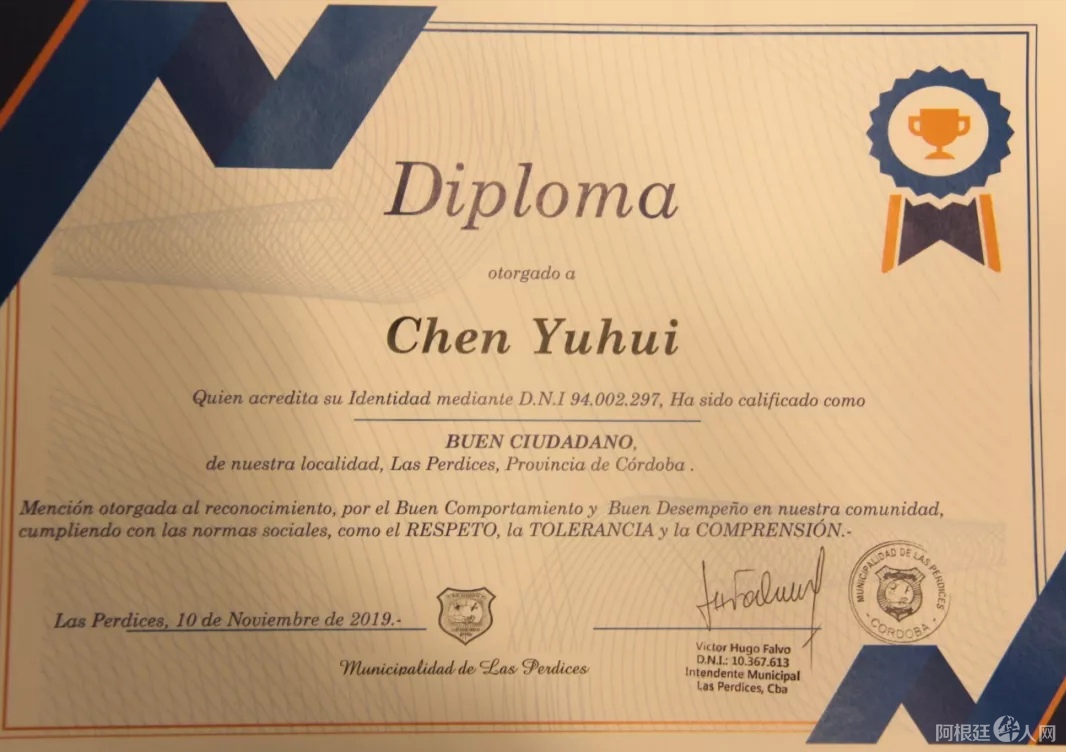 Diploma
otorgado a
Chen Yuhui
Quien acredita su Identidad mediante D.N.I 94.002.297, Ha sido calificado como
BUEN CIUDADANO,
de nuestra localidad, Las Perdices, Provincia de Córdoba .
Mención otorgada al reconocimiento, por el Buen Comportamiento y Buen Desempeño en nuestra comunidad,
cumpliendo con las normas sociales, como el RESPETO, la TOLERANCIA y la COMPRENSIÓN.-
MUNICIPALIDAD DE LAS PERDICES
- CORDOBA -
Las Perdices, 10 de Noviembre de 2019.-
Municipalidad de Las Perdices
Victor Hugo Falvo
D.N.I.: 10.367.613
Intendente Municipal
Las Perdices, Cba
阿根廷华人网